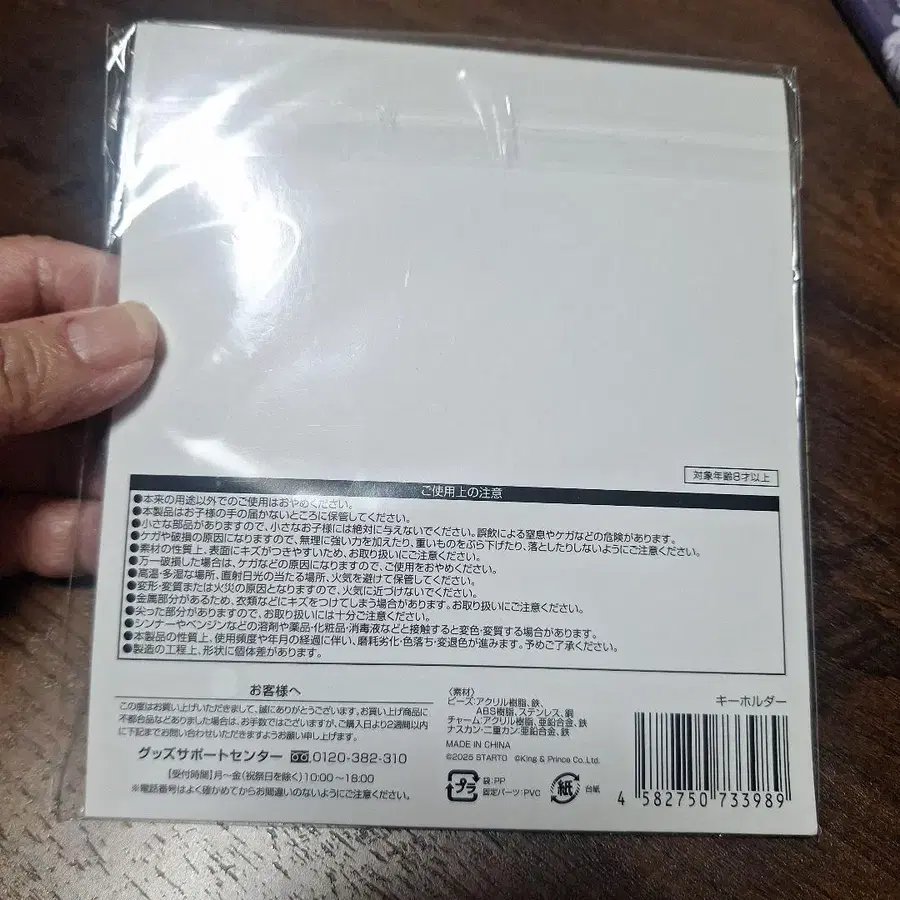 対象年齢8才以上
ご使用上の注意
●本来の用途以外でのご使用はおやめください。
●本製品はお子様の手の届かないところに保管してください。
●小さな部品がありますので、小さなお子様には絶対に与えないでください。誤飲による窒息やケガなどの危険があります。
●ケガや破損の原因になりますので、無理に強い力を加えたり、重いものをぶら下げたり、落としたりしないようにご注意ください。
●素材の性質上、表面にキズがつきやすいため、お取り扱いにご注意ください。
●万一破損した場合は、ケガなどの原因になりますので、ご使用をおやめください。
●高温・多湿な場所、直射日光の当たる場所、火気を避けて保管してください。
●変形・変質または火災の原因となりますので、火気に近づけないでください。
●金属部分があるため、衣類などにキズをつけてしまう場合があります。お取り扱いにご注意ください。
●尖った部分がありますので、お取り扱いには十分ご注意ください。
●シンナーやベンジンなどの溶剤や薬品・化粧品・消毒液などと接触すると変色・変質する場合があります。
●本製品の性質上、使用頻度や年月の経過に伴い、磨耗劣化・色落ち・変退色が進みます。予めご了承ください。
●製造の工程上、形状に個体差があります。
お客様へ
この度はお買い上げいただきまして、誠にありがとうございます。お買い上げ商品に
不都合品などありました場合は、お手数ではございますが、ご購入日より2週間以内
に下記までお問い合わせいただきますようお願い申し上げます。
グッズサポートセンター 0120-382-310
【受付時間】月～金(祝祭日を除く)10:00～18:00
※電話番号はよく確かめてからお間違いのないようにご注意ください。
〈素材〉
ビーズ:アクリル樹脂、鉄、
ABS樹脂、ステンレス、銅
チャーム:アクリル樹脂、亜鉛合金、鉄
ナスカン・二重カン:亜鉛合金、鉄
MADE IN CHINA
©2025 STARTO ©King & Prince Co.,Ltd.
プラ 袋:PP
固定パーツ:PVC
紙 台紙
キーホルダー
4 582750 733989